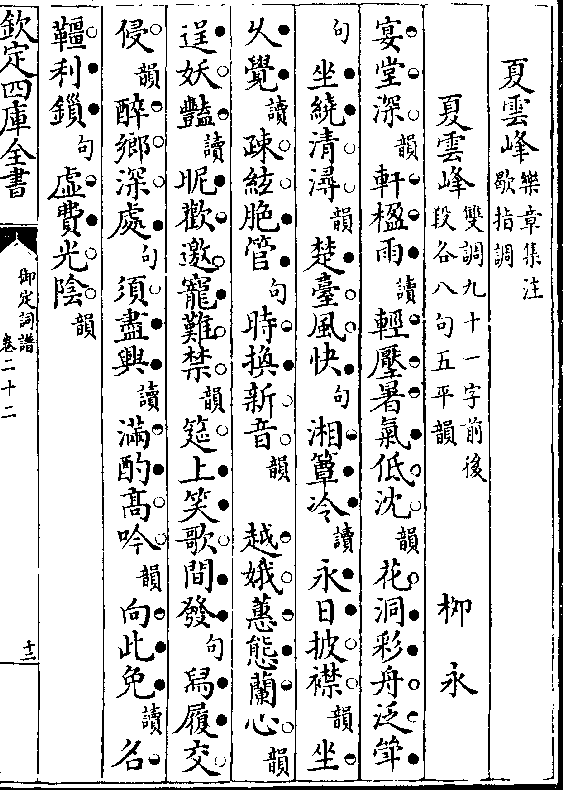 夏雲峰樂章集注歇指調
夏雲峰雙調九十一字前後段各八句五平韻　柳永
宴堂深韻軒楹雨讀輕壓暑氣低沈韻花洞彩舟泛斝
句坐繞清潯韻楚臺風快句湘簟冷讀永日披襟韻坐
久覺讀疎絃脆管句時換新音韻　越娥蕙態蘭心韻
逞妖豔讀昵歡邀寵難禁韻筵上笑歌間發句舄履交
侵韻醉鄉深處句須盡興讀滿酌高吟韻向此免讀名
韁利鎖句虛費光陰韻
欽定四庫全書
御定詞譜
卷二十二
十二